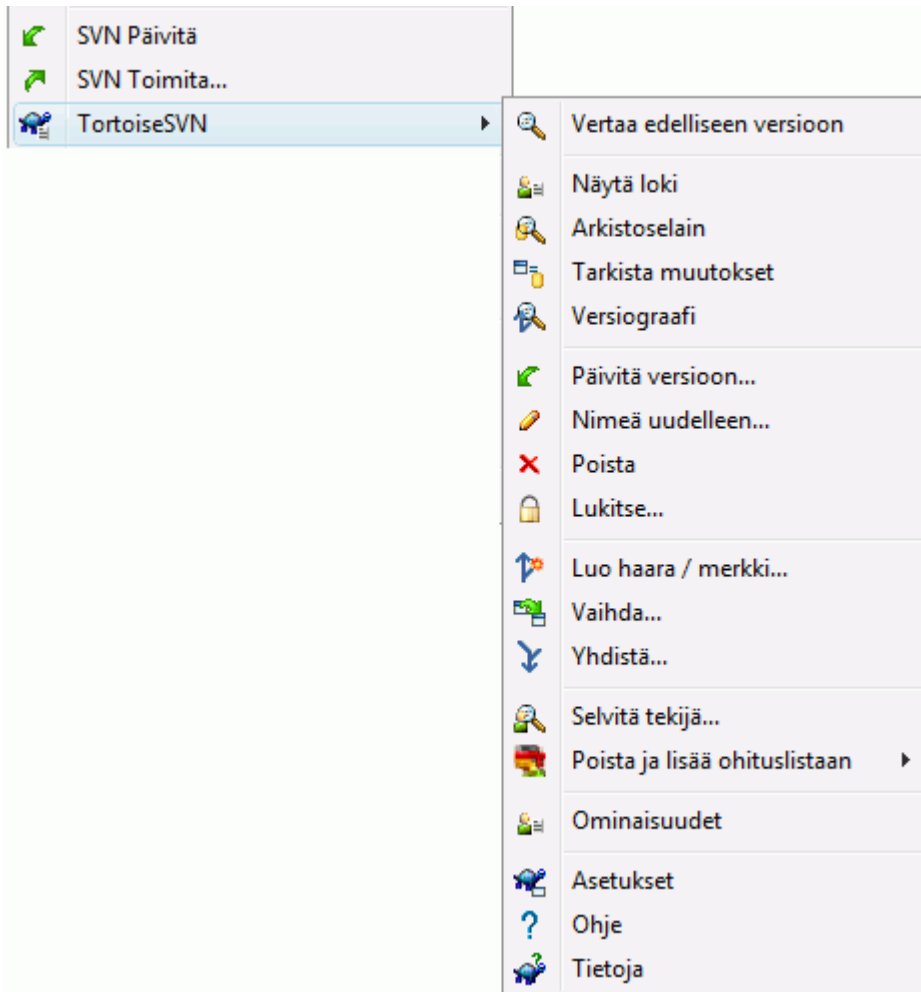 SVN Päivitä
SVN Toimita...
TortoiseSVN
Vertaa edelliseen versioon
Näytä loki
Arkistoselain
Tarkista muutokset
Versiograafi
Päivitä versioon...
Nimeä uudelleen...
Poista
Lukitse...
Luo haara / merkki...
Vaihda...
Yhdistä...
Selvitä tekijä...
Poista ja lisää ohituslistaan
Ominaisuudet
Asetukset
Ohje
Tietoja